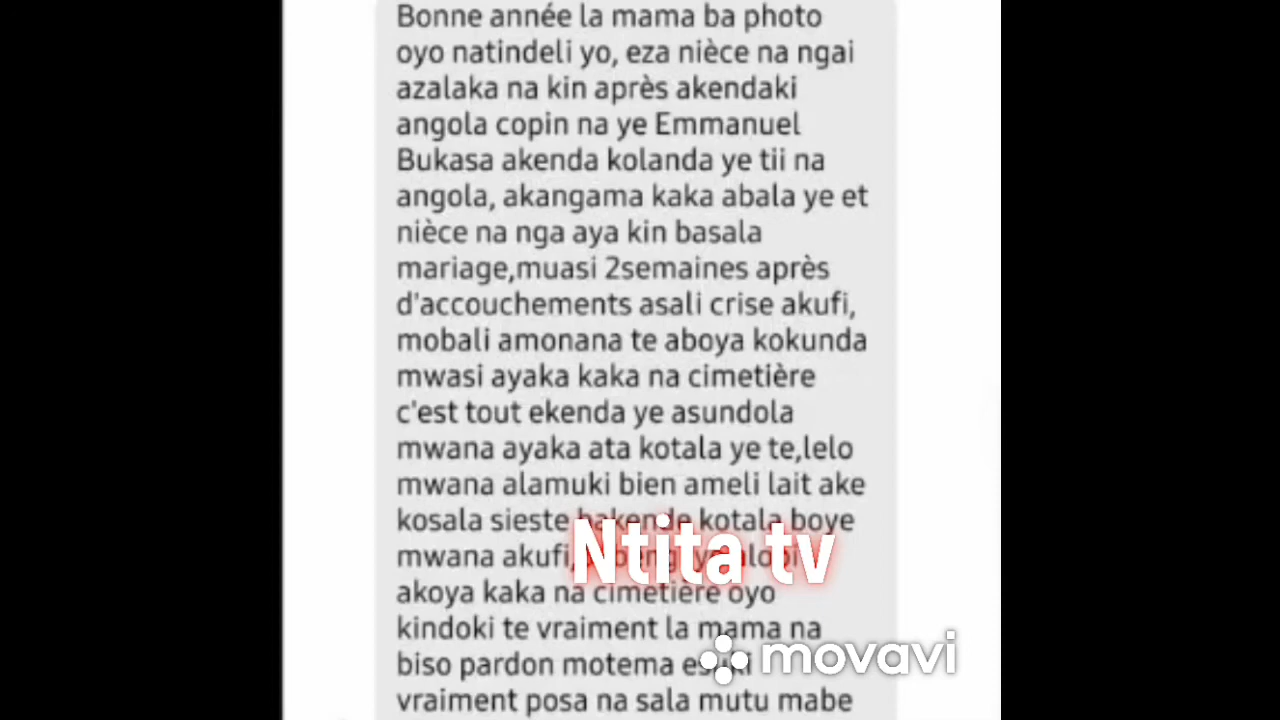 Bonne année la mama ba photo
oyo natindeli yo, eza nièce na ngai
azalaka na kin après akendaki
angola copin na ye Emmanuel
Bukasa akenda kolanda ye tii na
angola, akangama kaka abala ye et
nièce na nga aya kin basala
mariage,muasi 2semaines après
d'accouchements asali crise akufi,
mobali amonana te aboya kokunda
mwasi ayaka kaka na cimetière
c'est tout ekenda ye asundola
mwana ayaka ata kotala ye te,lelo
mwana alamuki bien ameli lait ake
kosala sieste bakende kotala boye
mwana akufi,
Ntita tv
akoya kaka na cimetière oyo
kindoki te vraiment la mama na
biso pardon motema
movavi
vraiment posa na sala mutu mabe